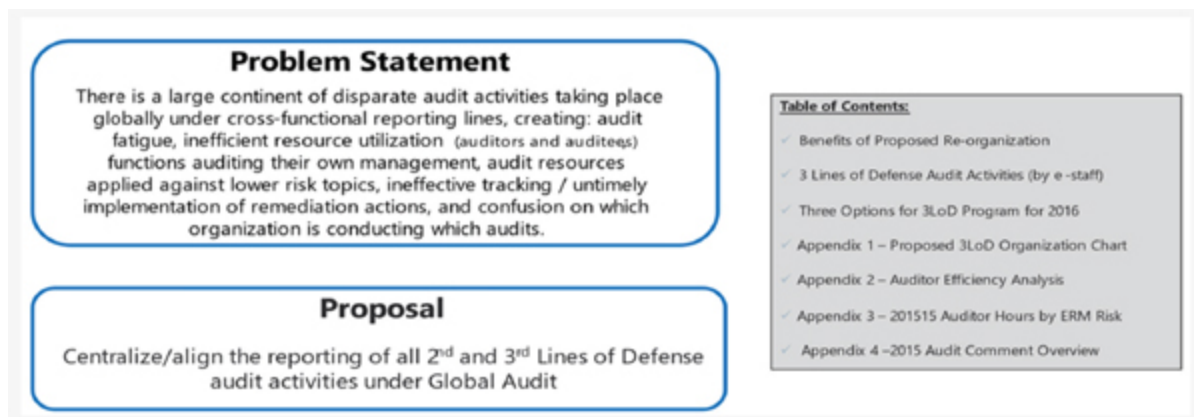 Problem Statement
There is a large continent of disparate audit activities taking place
globally under cross-functional reporting lines, creating: audit
fatigue, inefficient resource utilization (auditors and auditees)
functions auditing their own management, audit resources
applied against lower risk topics, ineffective tracking / untimely
implementation of remediation actions, and confusion on which
organization is conducting which audits.
Proposal
Centralize/align the reporting of all 2nd and 3rd Lines of Defense
audit activities under Global Audit
Table of Contents:
✓ Benefits of Proposed Re-organization
✓ 3 Lines of Defense Audit Activities (by e -staff)
✓ Three Options for 3LoD Program for 2016
✓ Appendix 1 – Proposed 3LoD Organization Chart
✓ Appendix 2 – Auditor Efficiency Analysis
✓ Appendix 3 – 201515 Auditor Hours by ERM Risk
✓ Appendix 4 –2015 Audit Comment Overview